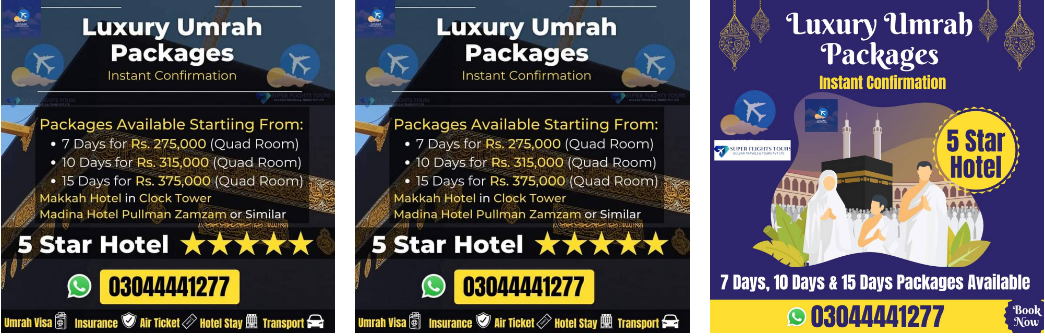 Luxury Umrah
Packages
Instant Confirmation
SUPER FLIGHTS TOURS
Packages Available Startiing From:
• 7 Days for Rs. 275,000 (Quad Room)
• 10 Days for Rs. 315,000 (Quad Room)
• 15 Days for Rs. 375,000 (Quad Room)
Makkah Hotel in Clock Tower
Madina Hotel Pullman Zamzam or Similar
5 Star Hotel
03044441277
Umrah Visa Insurance Air Ticket Hotel Stay Transport
Luxury Umrah
Packages
Instant Confirmation
SUPER FLIGHTS TOURS
Packages Available Startiing From:
• 7 Days for Rs. 275,000 (Quad Room)
• 10 Days for Rs. 315,000 (Quad Room)
• 15 Days for Rs. 375,000 (Quad Room)
Makkah Hotel in Clock Tower
Madina Hotel Pullman Zamzam or Similar
5 Star Hotel
03044441277
Umrah Visa Insurance Air Ticket Hotel Stay Transport
Luxury Umrah
Packages
Instant Confirmation
SUPER FLIGHTS TOURS
5 Star
Hotel
7 Days, 10 Days & 15 Days Packages Available
03044441277
Book
Now